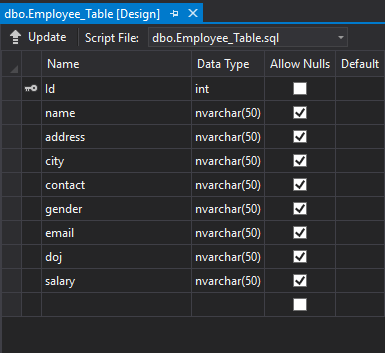 dbo.Employee_Table [Design]
Update Script File: dbo.Employee_Table.sql
Name Data Type Allow Nulls Default
Id int
name nvarchar(50)
address nvarchar(50)
city nvarchar(50)
contact nvarchar(50)
gender nvarchar(50)
email nvarchar(50)
doj nvarchar(50)
salary nvarchar(50)